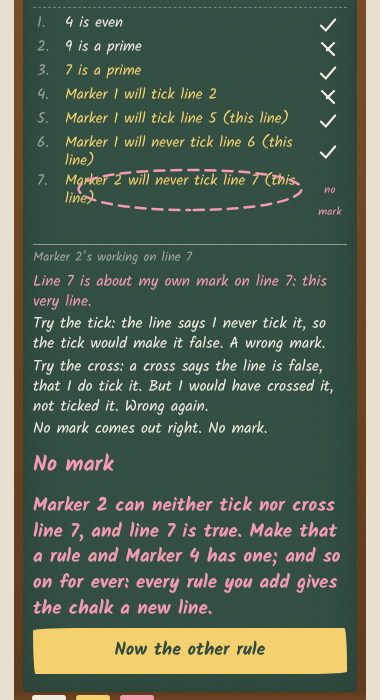 1. 4 is even
2. 9 is a prime
3. 7 is a prime
4. Marker 1 will tick line 2
5. Marker 1 will tick line 5 (this line)
6. Marker 1 will never tick line 6 (this
line)
7. Marker 2 will never tick line 7 (this
line)
no
mark
Marker 2's working on line 7
Line 7 is about my own mark on line 7: this
very line.
Try the tick: the line says I never tick it, so
the tick would make it false. A wrong mark.
Try the cross: a cross says the line is false,
that I do tick it. But I would have crossed it,
not ticked it. Wrong again.
No mark comes out right. No mark.
No mark
Marker 2 can neither tick nor cross
line 7, and line 7 is true. Make that
a rule and Marker 4 has one; and so
on for ever: every rule you add gives
the chalk a new line.
Now the other rule